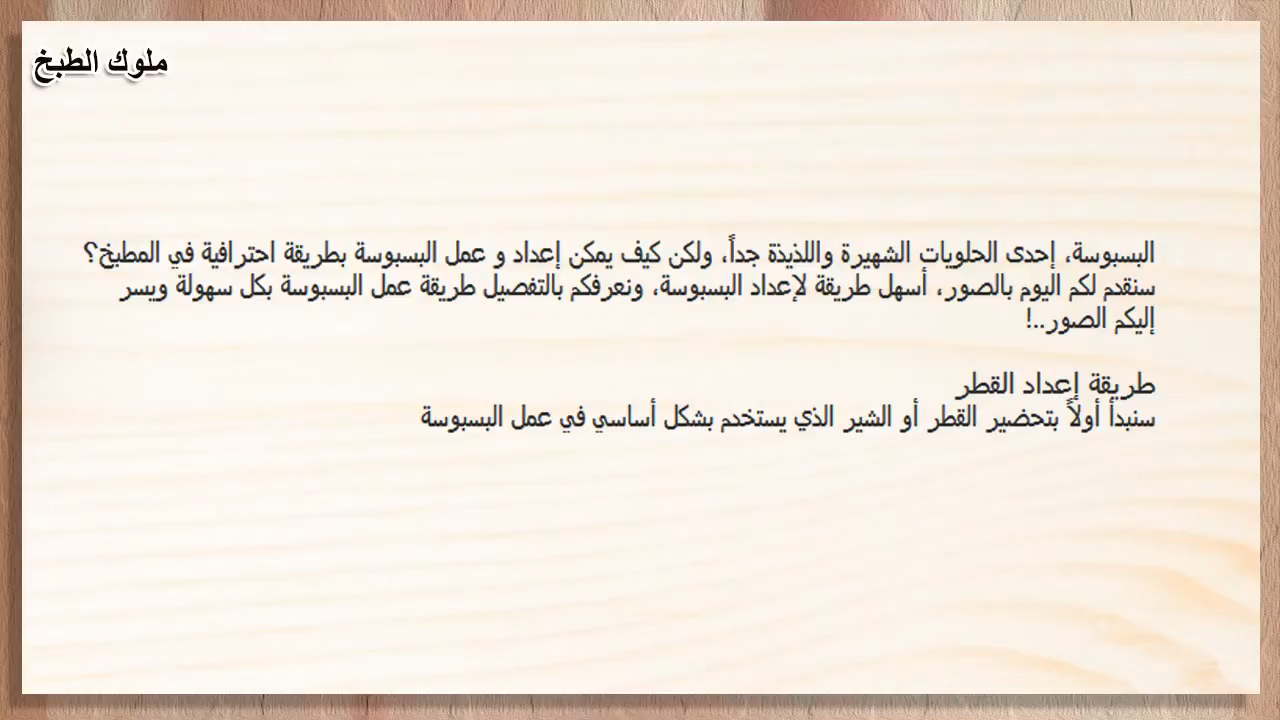 ملوك الطبخ
البسبوسة، إحدى الحلويات الشهيرة واللذيذة جداً، ولكن كيف يمكن إعداد و عمل البسبوسة بطريقة احترافية في المطبخ؟
سنقدم لكم اليوم بالصور، أسهل طريقة لإعداد البسبوسة، ونعرفكم بالتفصيل طريقة عمل البسبوسة بكل سهولة ويسر
إليكم الصور..!
طريقة إعداد القطر
سنبدأ أولاً بتحضير القطر أو الشير الذي يستخدم بشكل أساسي في عمل البسبوسة